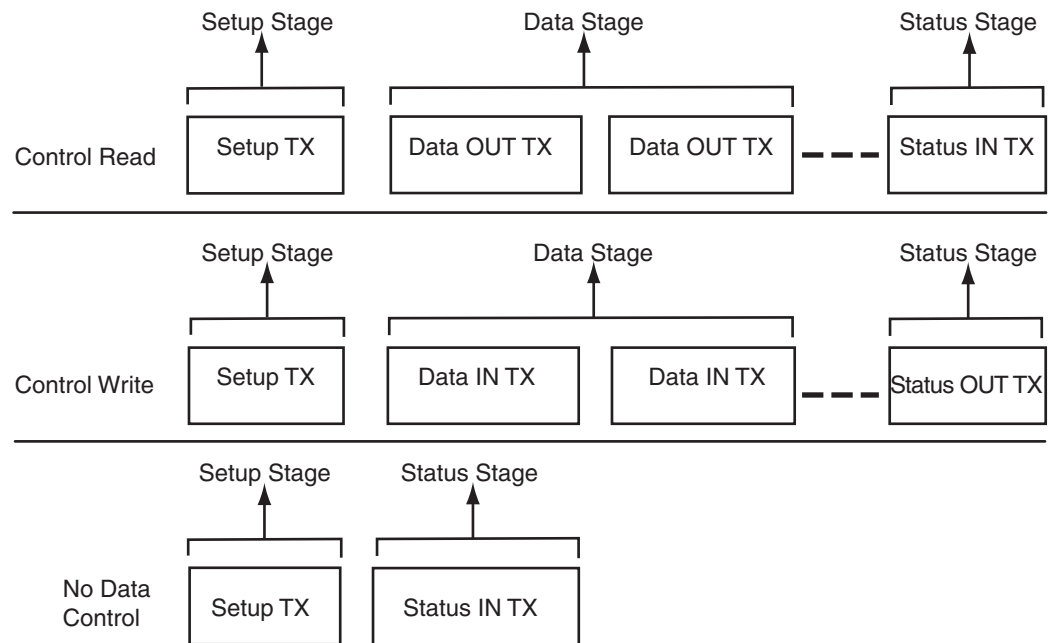 Setup Stage Data Stage Status Stage
Control Read Setup TX Data OUT TX Data OUT TX Status IN TX
Setup Stage Data Stage Status Stage
Control Write Setup TX Data IN TX Data IN TX Status OUT TX
Setup Stage Status Stage
No Data
Control Setup TX Status IN TX